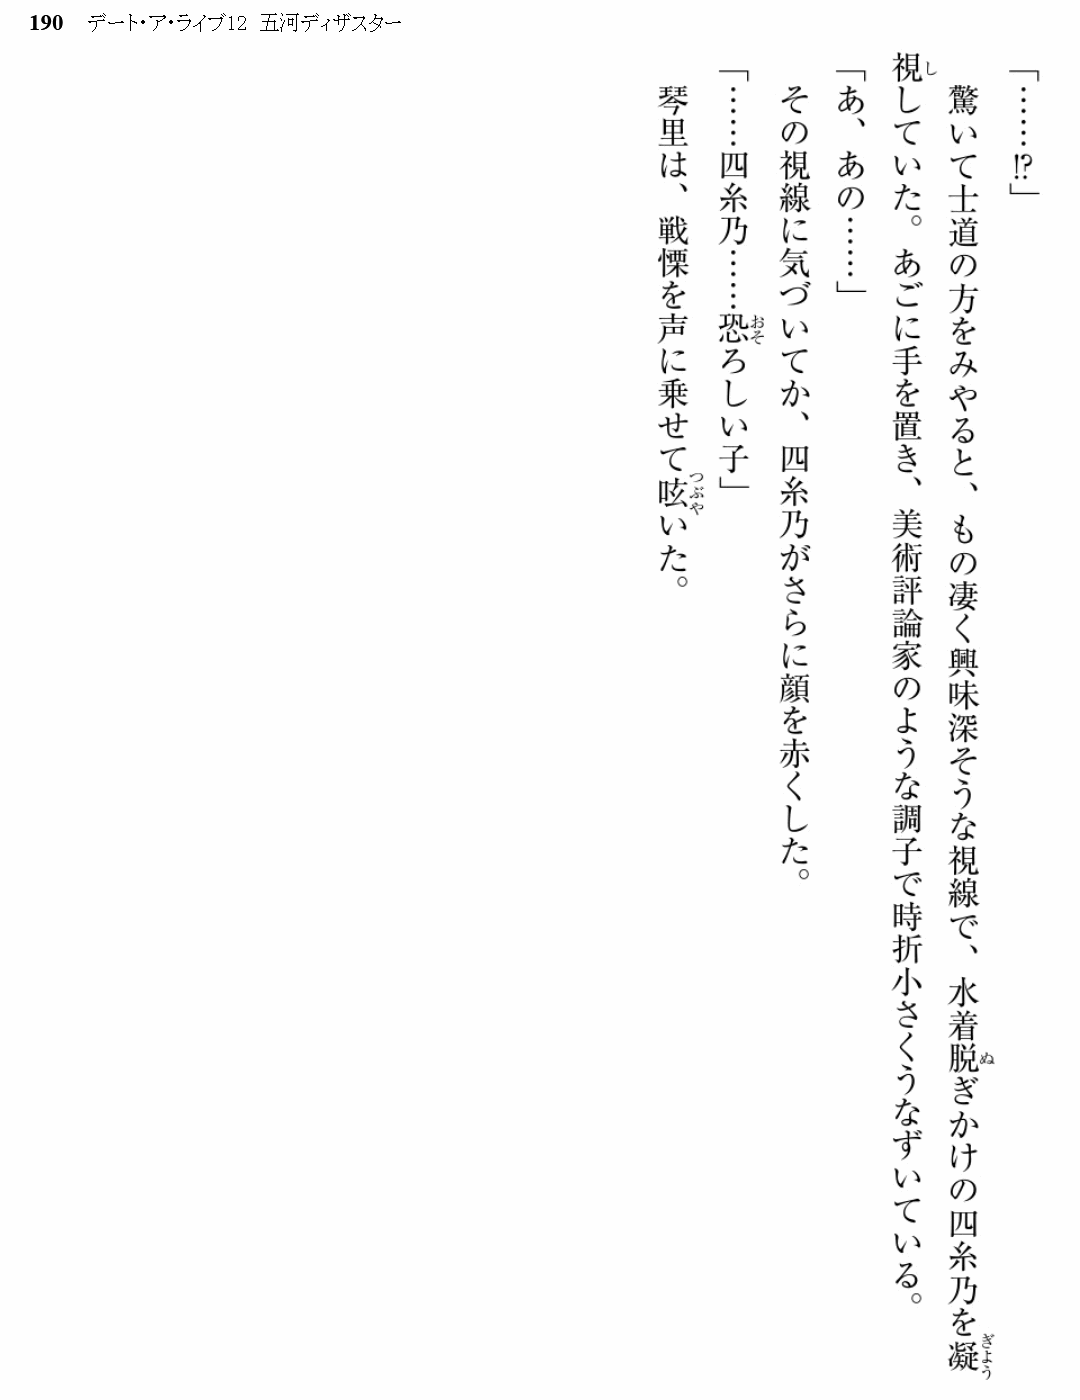 190 デート・ア・ライブ12 五河ディザスター
「……!?」
　驚いて士道の方をみやると、もの凄く興味深そうな視線で、水着脱ぎかけの四糸乃を凝
視していた。あごに手を置き、美術評論家のような調子で時折小さくうなずいている。
「あ、あの……」
　その視線に気づいてか、四糸乃がさらに顔を赤くした。
「……四糸乃……恐ろしい子」
　琴里は、戦慄を声に乗せて呟いた。